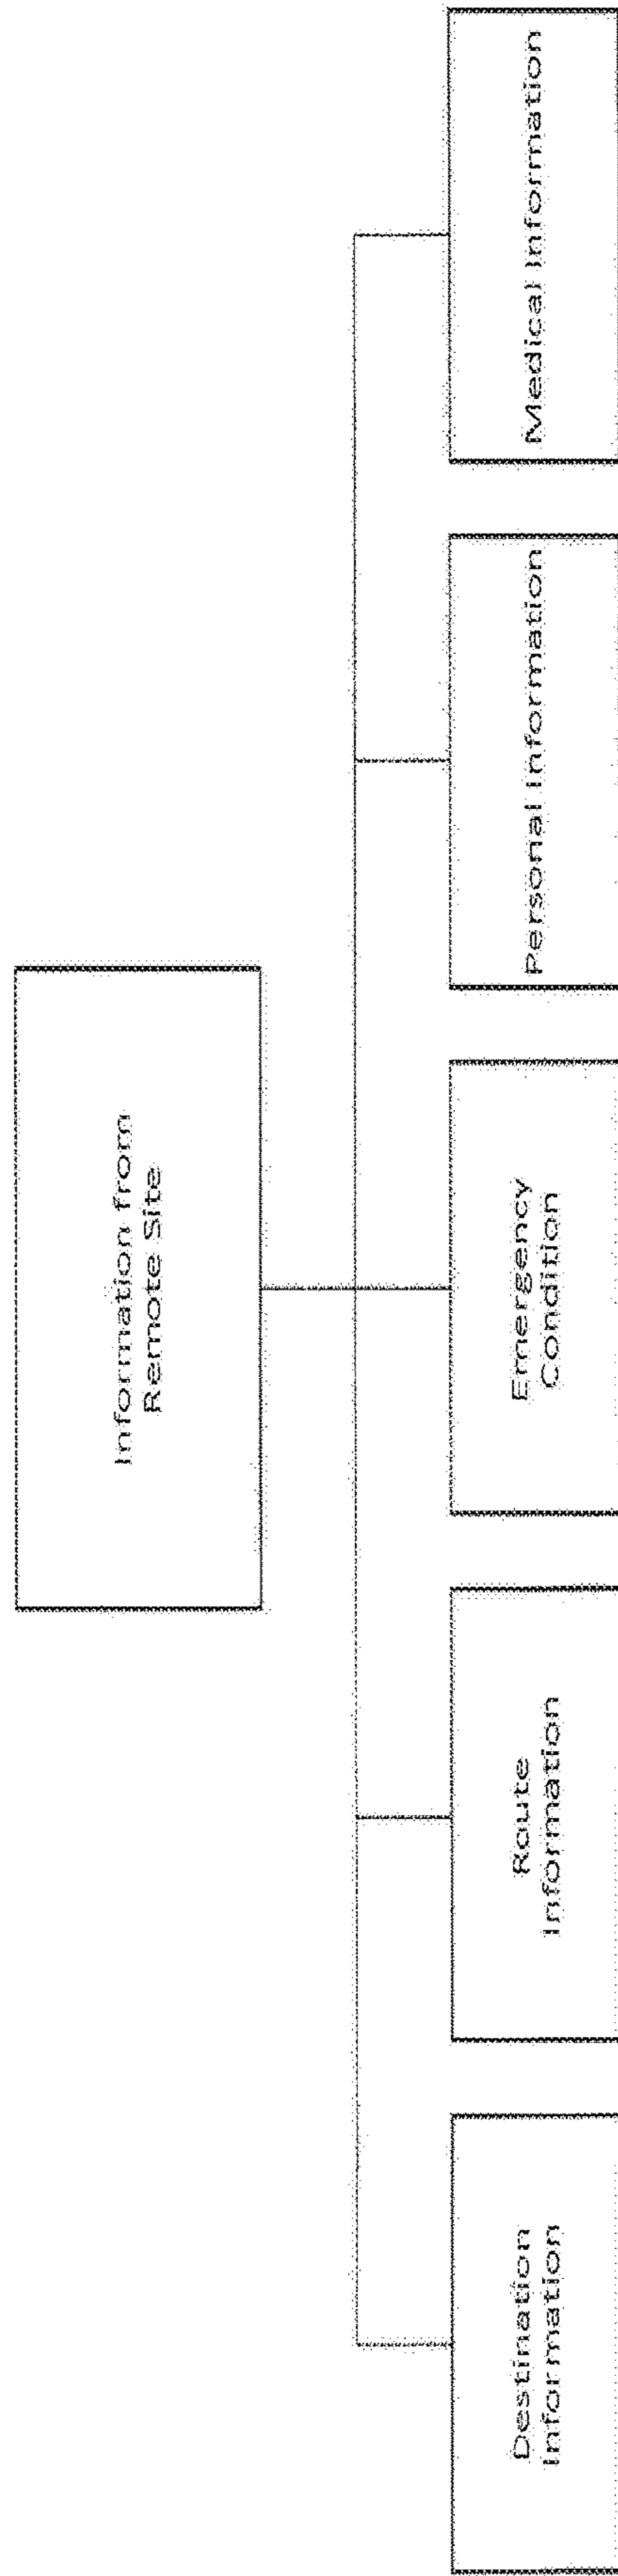 Information from
Remote Site
Destination
Information
Route
Information
Emergency
Condition
Personal Information
Medical Information